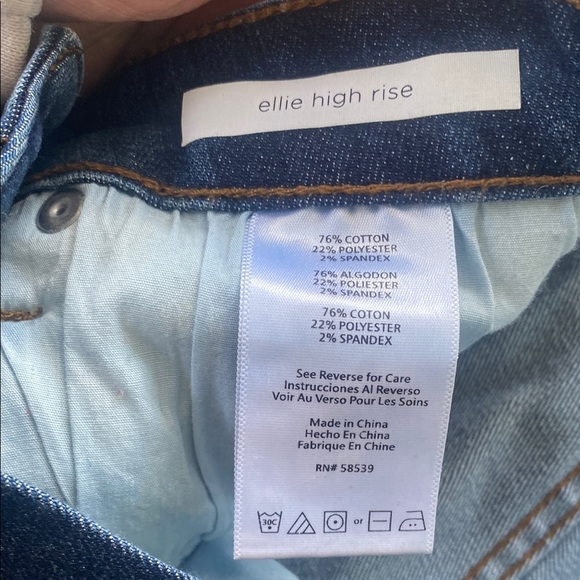 ellie high rise
76% COTTON
22% POLYESTER
2% SPANDEX
76% ALGODON
22% POLIESTER
2% SPANDEX
76% COTON
22% POLYESTER
2% SPANDEX
See Reverse for Care
Instrucciones Al Reverso
Voir Au Verso Pour Les Soins
Made in China
Hecho En China
Fabrique En Chine
RN# 58539
30C or